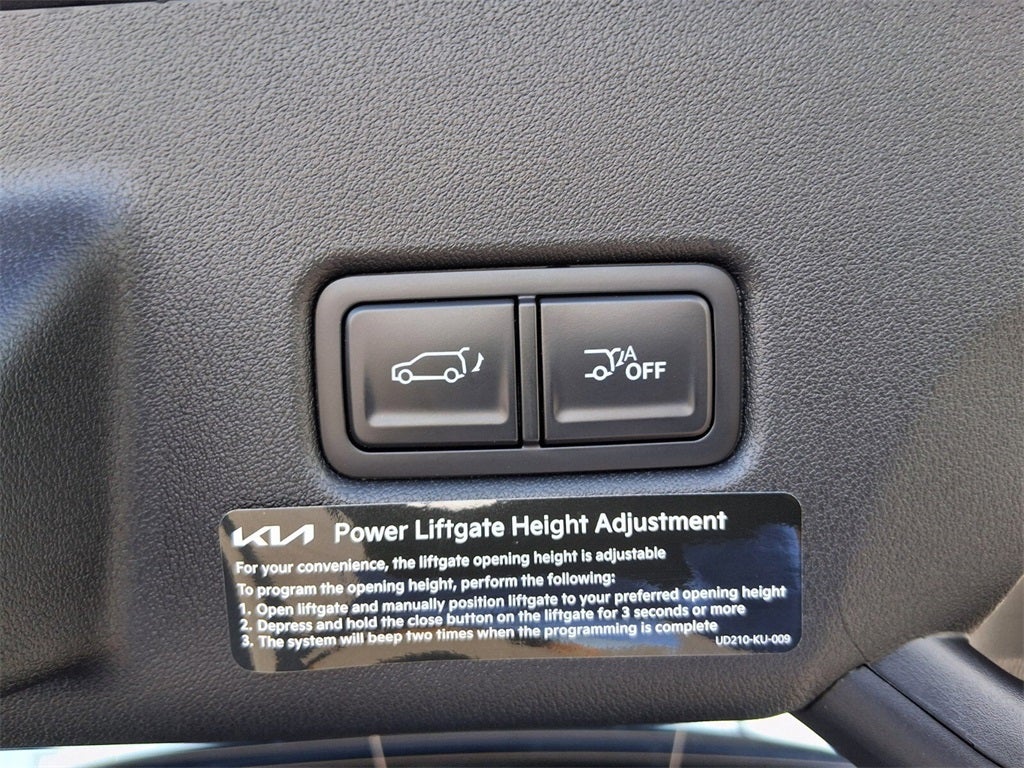 A
OFF
KIA Power Liftgate Height Adjustment
For your convenience, the liftgate opening height is adjustable
To program the opening height, perform the following:
1. Open liftgate and manually position liftgate to your preferred opening height
2. Depress and hold the close button on the liftgate for 3 seconds or more
3. The system will beep two times when the programming is complete
UD210-KU-009